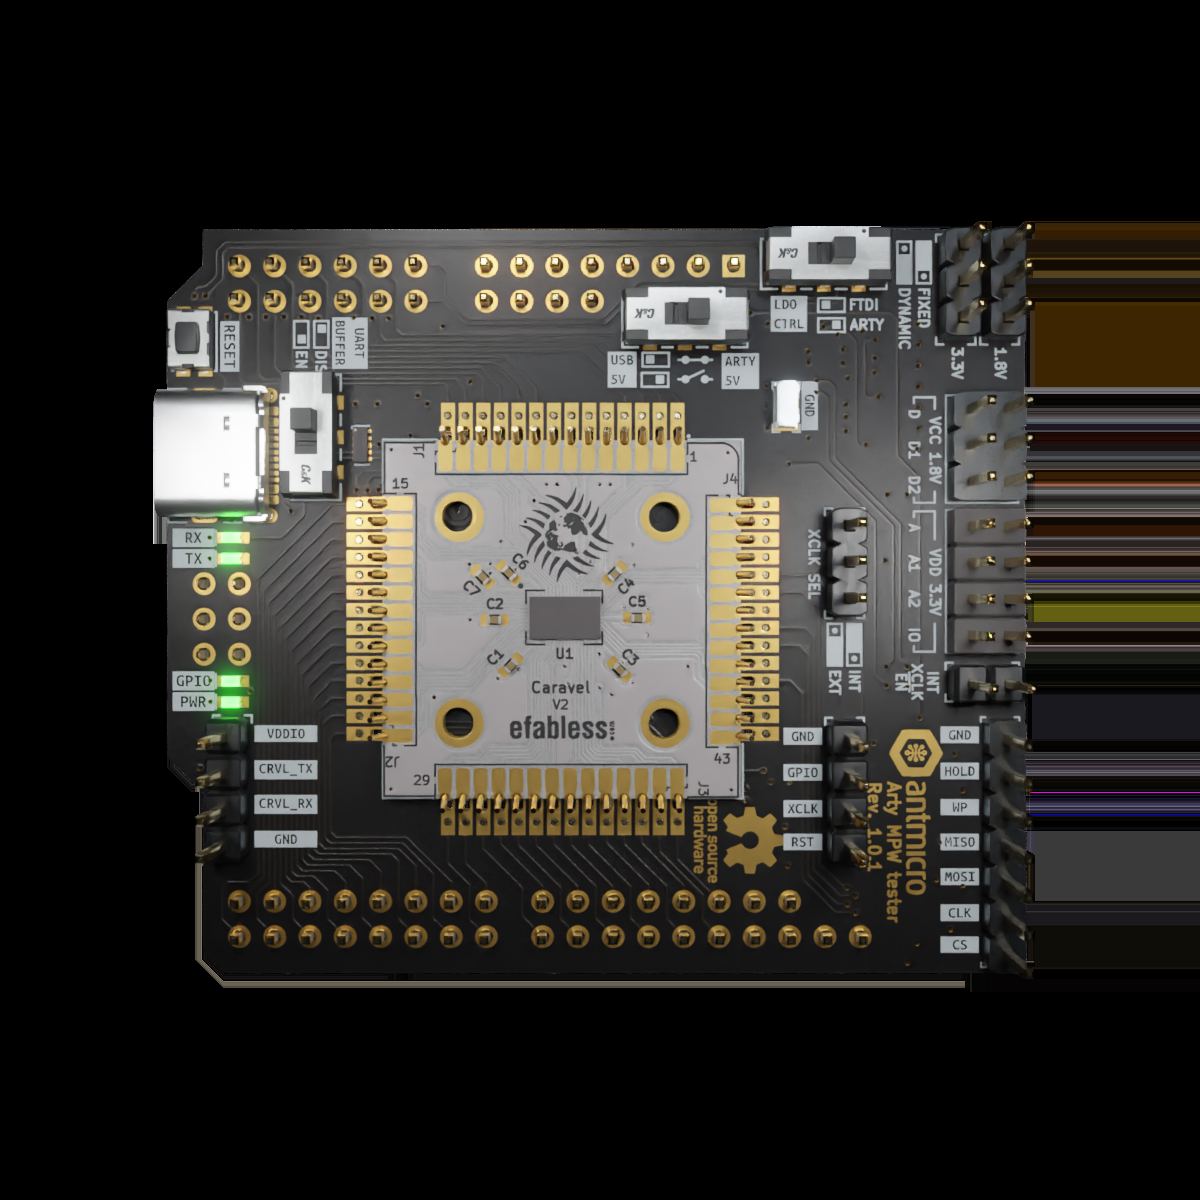 C&K
FIXED
DYNAMIC
LDO
FTDI
CTRL
ARTY
C&K
RESET
EN
DIS
UART
BUFFER
USB
5V
ARTY
5V
3.3V
1.8V
GND
C&K
J1
1
15
J4
D
D1
D2
VCC 1.8V
A
A1
A2
IO
VDD 3.3V
XCLK SEL
RX
TX
C7
C6
C4
C2
C5
U1
C1
C3
EXT
INT
XCLK
EN
INT
GPIO
PWR
Caravel
V2
efabless.com
VDDIO
CRVL_TX
CRVL_RX
GND
J2
29
43
J3
GND
GPIO
XCLK
RST
open source
hardware
antmicro
Arty MPW tester
Rev. 1.0.1
GND
HOLD
WP
MISO
MOSI
CLK
CS